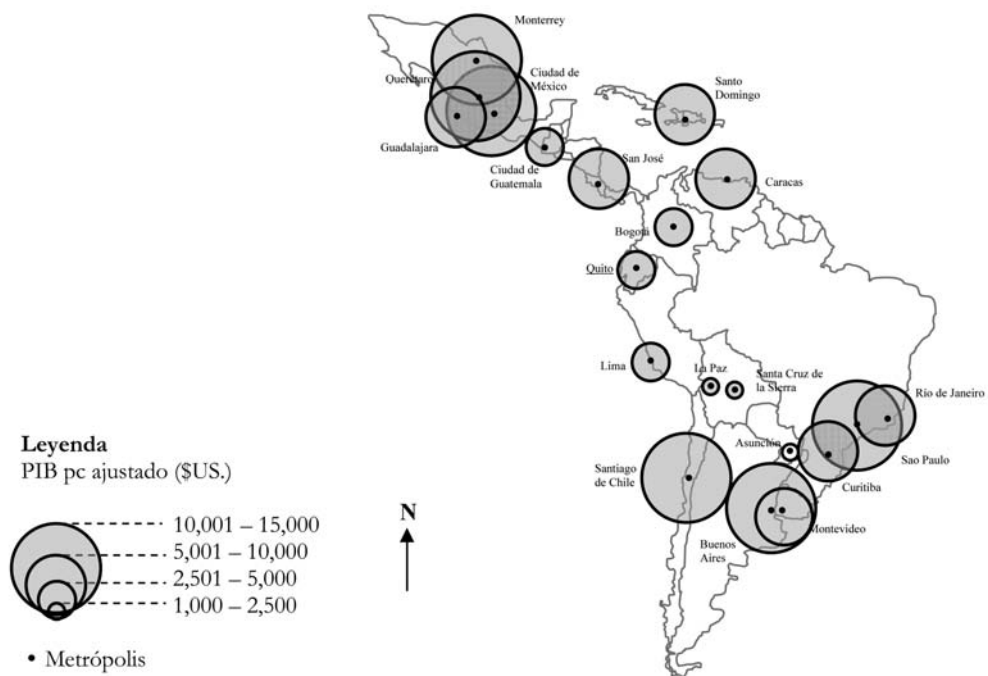 Monterrey
Querétaro
Ciudad de
México
Santo
Domingo
Guadalajara
Ciudad de
Guatemala
San José
Caracas
Bogotá
Quito
Lima
La Paz
Santa Cruz de
la Sierra
Río de Janeiro
Asunción
Sao Paulo
Santiago
de Chile
Curitiba
Montevideo
Buenos
Aires
Leyenda
PIB pc ajustado ($US.)
N
10,001 – 15,000
5,001 – 10,000
2,501 – 5,000
1,000 – 2,500
Metrópolis